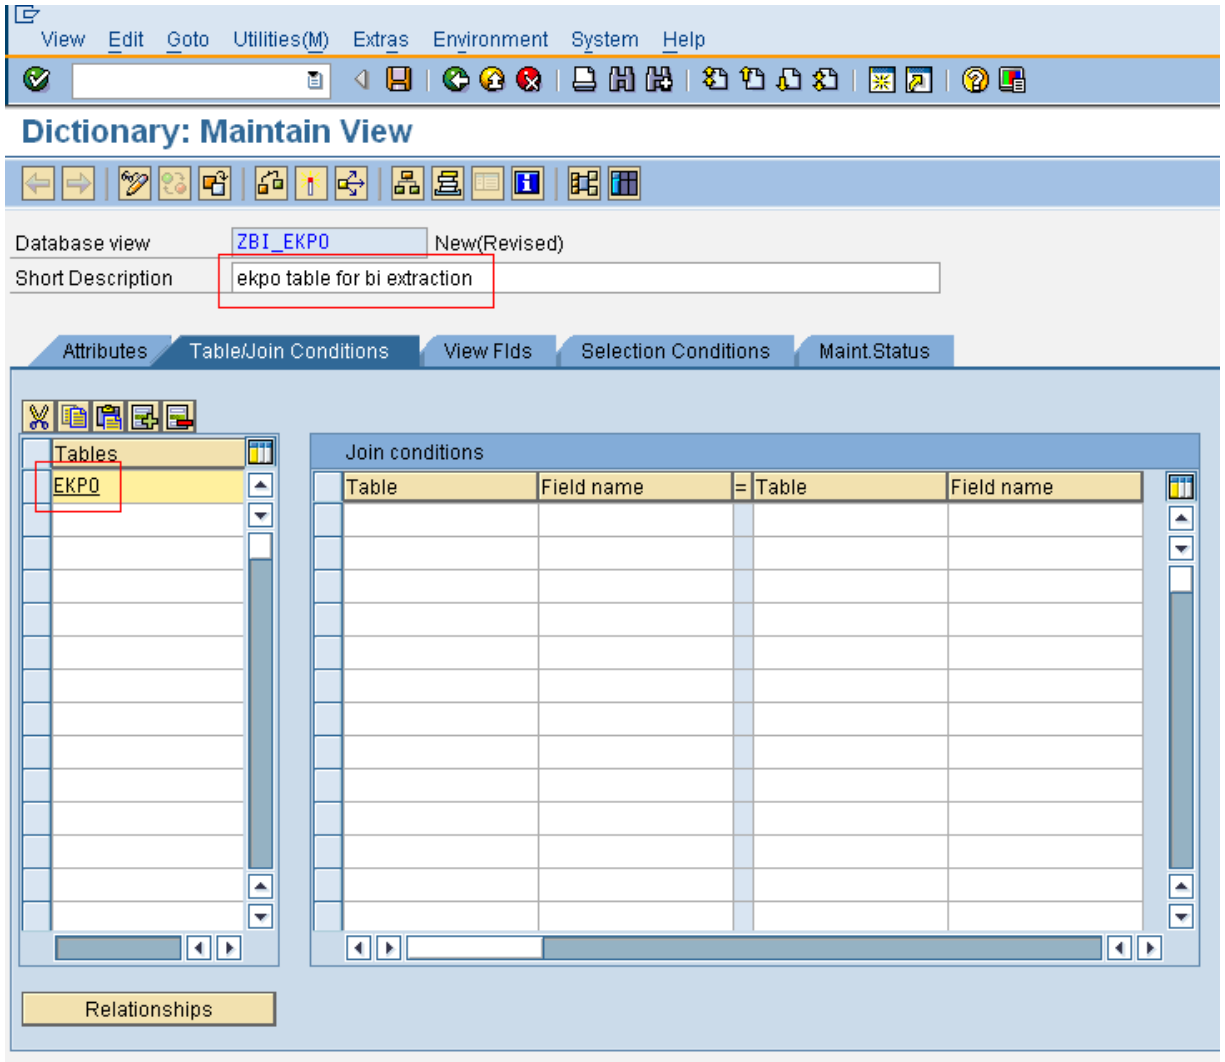 View Edit Goto Utilities(M) Extras Environment System Help
Dictionary: Maintain View
Database view ZBI_EKPO New(Revised)
Short Description ekpo table for bi extraction
Attributes Table/Join Conditions View Flds Selection Conditions Maint.Status
Tables Join conditions
EKPO Table Field name = Table Field name
Relationships